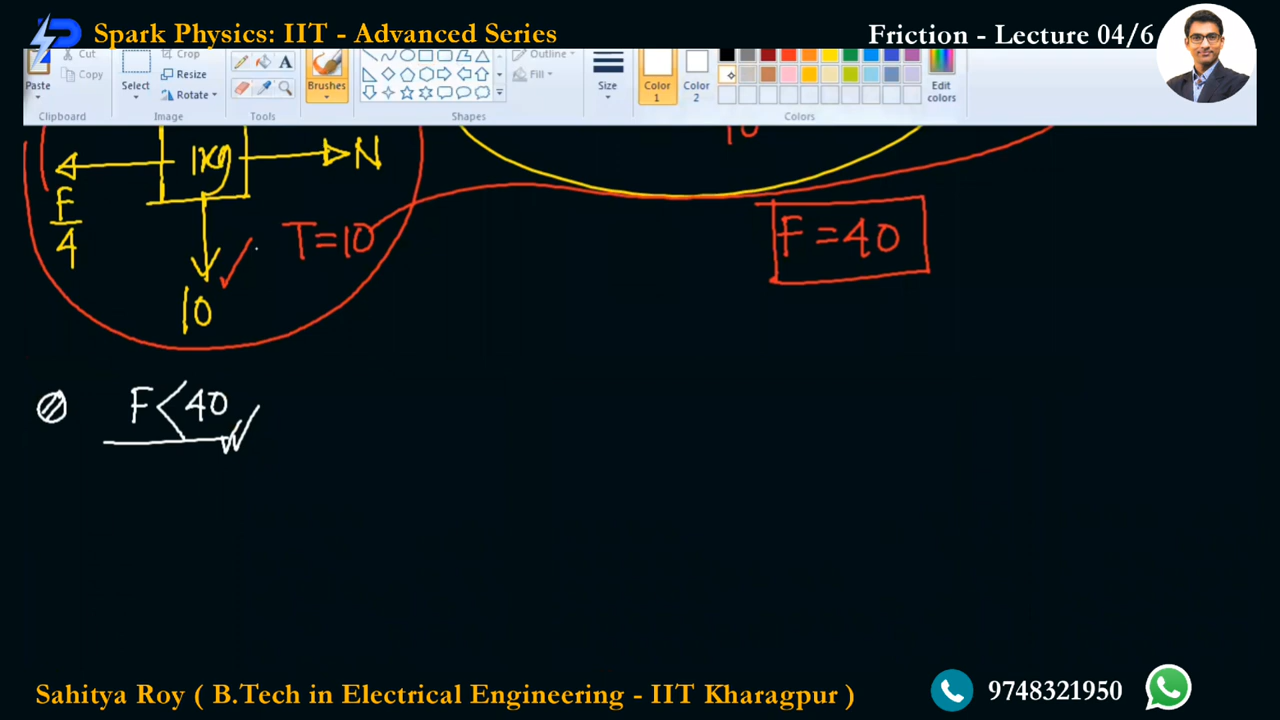 Spark Physics: IIT - Advanced Series
Friction - Lecture 04/6
Paste
Cut
Copy
Clipboard
Select
Crop
Resize
Rotate
Image
A
Tools
Brushes
Outline
Fill
Shapes
Size
Color 1
Color 2
Edit colors
Colors
10
1kg
N
F/4
T=10
F=40
10
F<40
Sahitya Roy ( B.Tech in Electrical Engineering - IIT Kharagpur )
9748321950